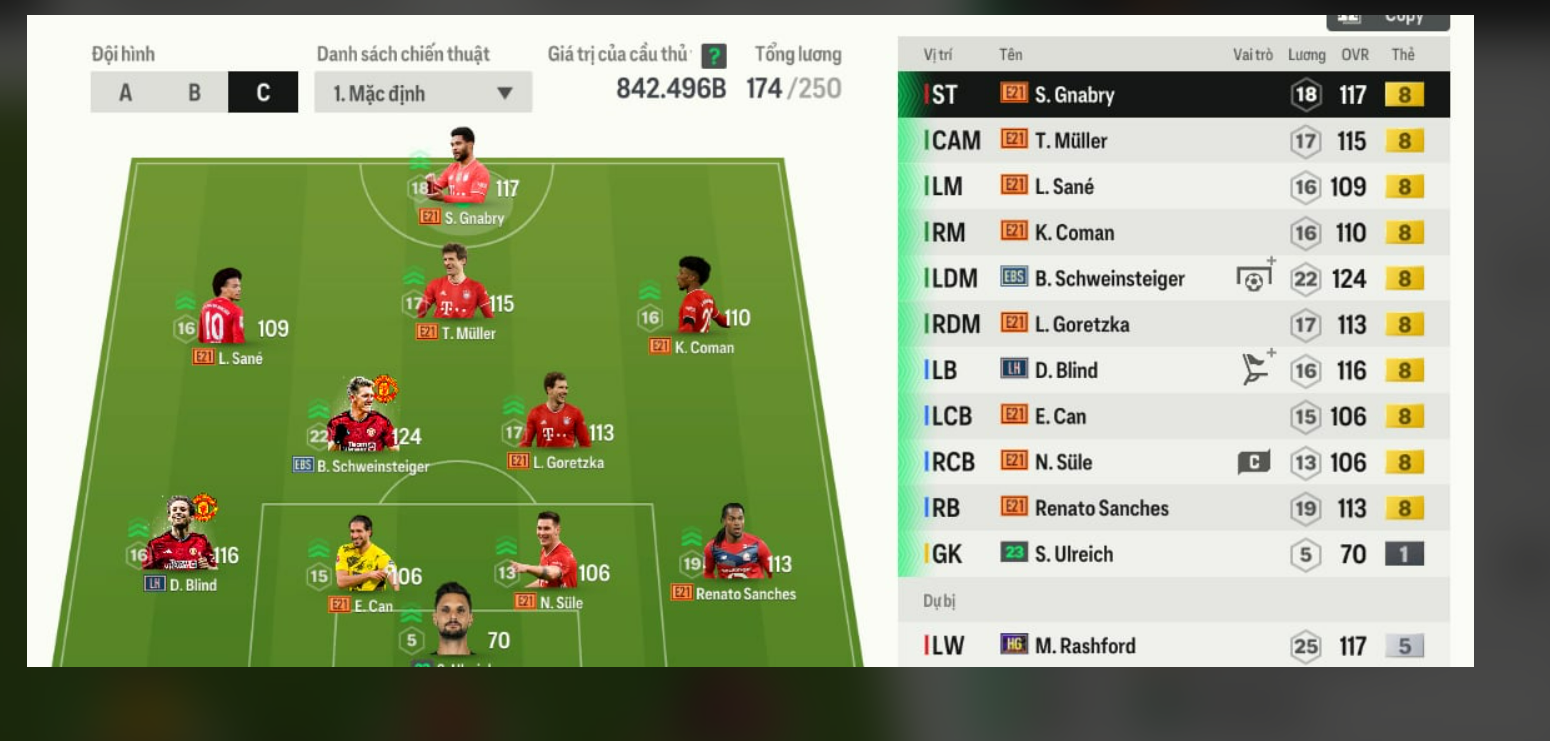 Copy
Đội hình
Danh sách chiến thuật
Giá trị của cầu thủ ?
Tổng lương
A B C
1. Mặc định
842.496B
174 /250
18 117
E21 S. Gnabry
17 115
E21 T. Müller
16 10 109
E21 L. Sané
16 110
E21 K. Coman
22 124
EBS B. Schweinsteiger
17 113
E21 L. Goretzka
16 116
LH D. Blind
15 106
E21 E. Can
13 106
E21 N. Süle
19 113
E21 Renato Sanches
5 70
Vị trí Tên Vai trò Lương OVR Thẻ
ST E21 S. Gnabry 18 117 8
CAM E21 T. Müller 17 115 8
LM E21 L. Sané 16 109 8
RM E21 K. Coman 16 110 8
LDM EBS B. Schweinsteiger 22 124 8
RDM E21 L. Goretzka 17 113 8
LB LH D. Blind 16 116 8
LCB E21 E. Can 15 106 8
RCB E21 N. Süle C 13 106 8
RB E21 Renato Sanches 19 113 8
GK 23 S. Ulreich 5 70 1
Dự bị
LW HG M. Rashford 25 117 5